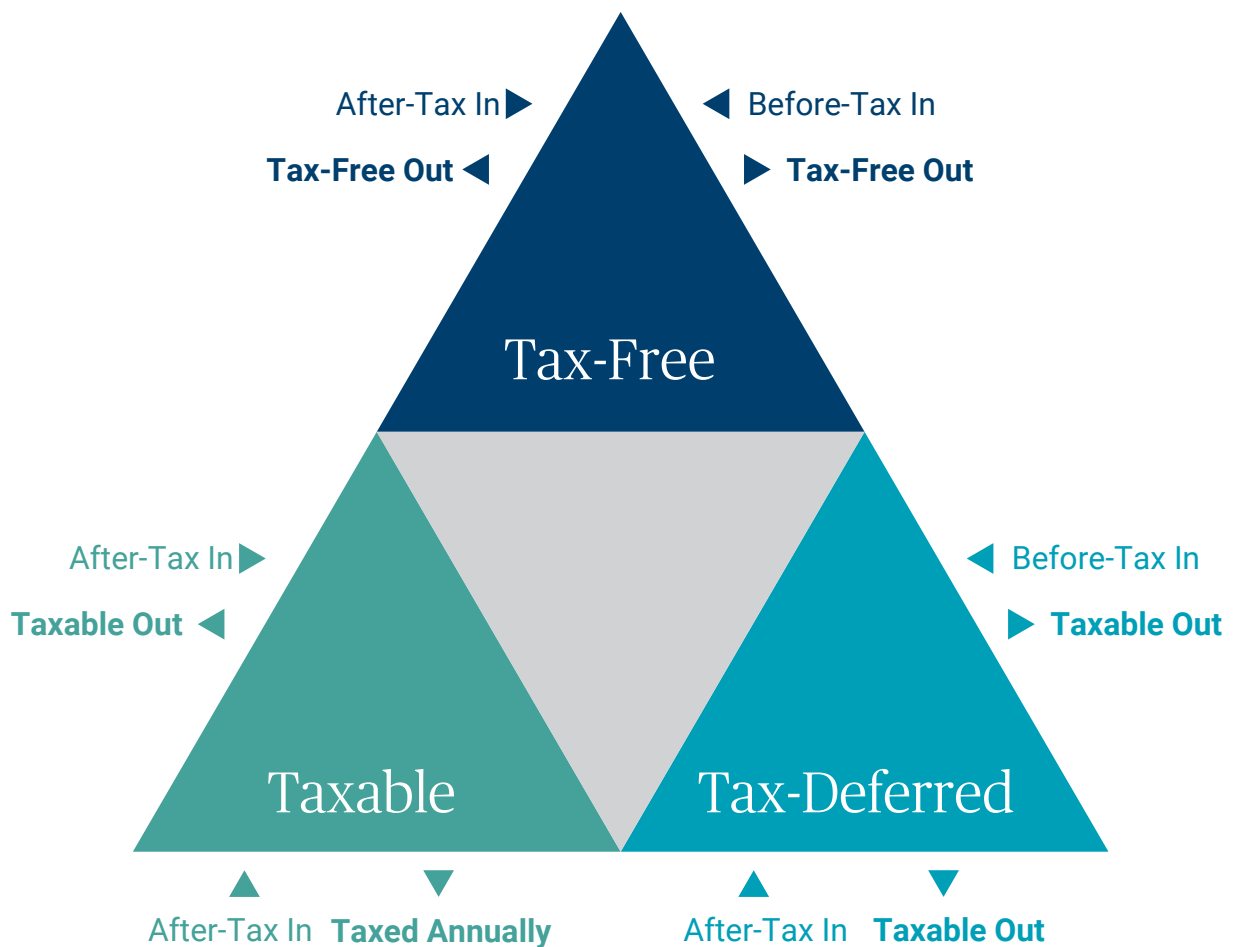 After-Tax In
Before-Tax In
Tax-Free Out
Tax-Free Out
Tax-Free
After-Tax In
Before-Tax In
Taxable Out
Taxable Out
Taxable
Tax-Deferred
After-Tax In
Taxed Annually
After-Tax In
Taxable Out